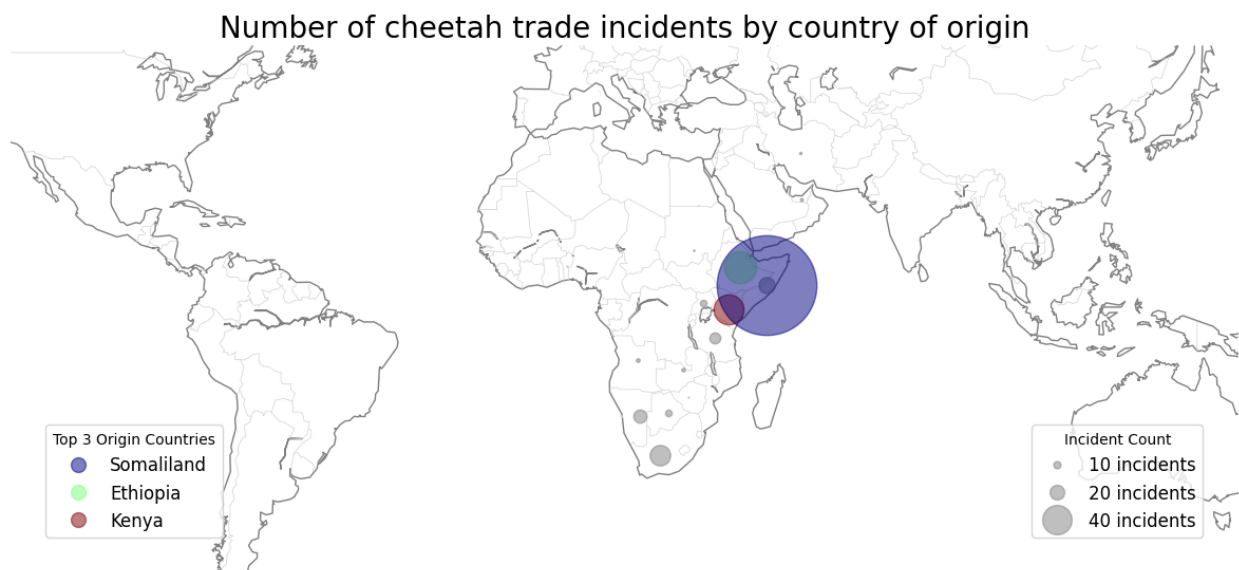 Number of cheetah trade incidents by country of origin
Top 3 Origin Countries
Somaliland
Ethiopia
Kenya
Incident Count
10 incidents
20 incidents
40 incidents